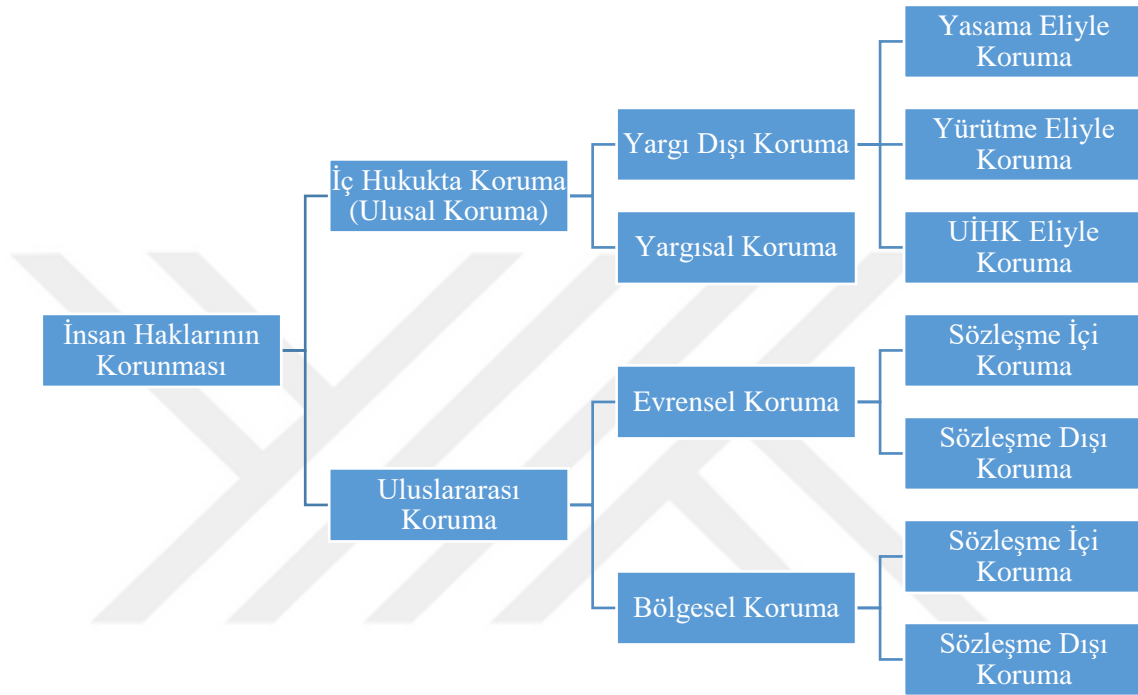 İnsan Haklarının
Korunması
İç Hukukta Koruma
(Ulusal Koruma)
Yargı Dışı Koruma
Yasama Eliyle
Koruma
Yürütme Eliyle
Koruma
UİHK Eliyle
Koruma
Yargısal Koruma
Uluslararası
Koruma
Evrensel Koruma
Sözleşme İçi
Koruma
Sözleşme Dışı
Koruma
Bölgesel Koruma
Sözleşme İçi
Koruma
Sözleşme Dışı
Koruma